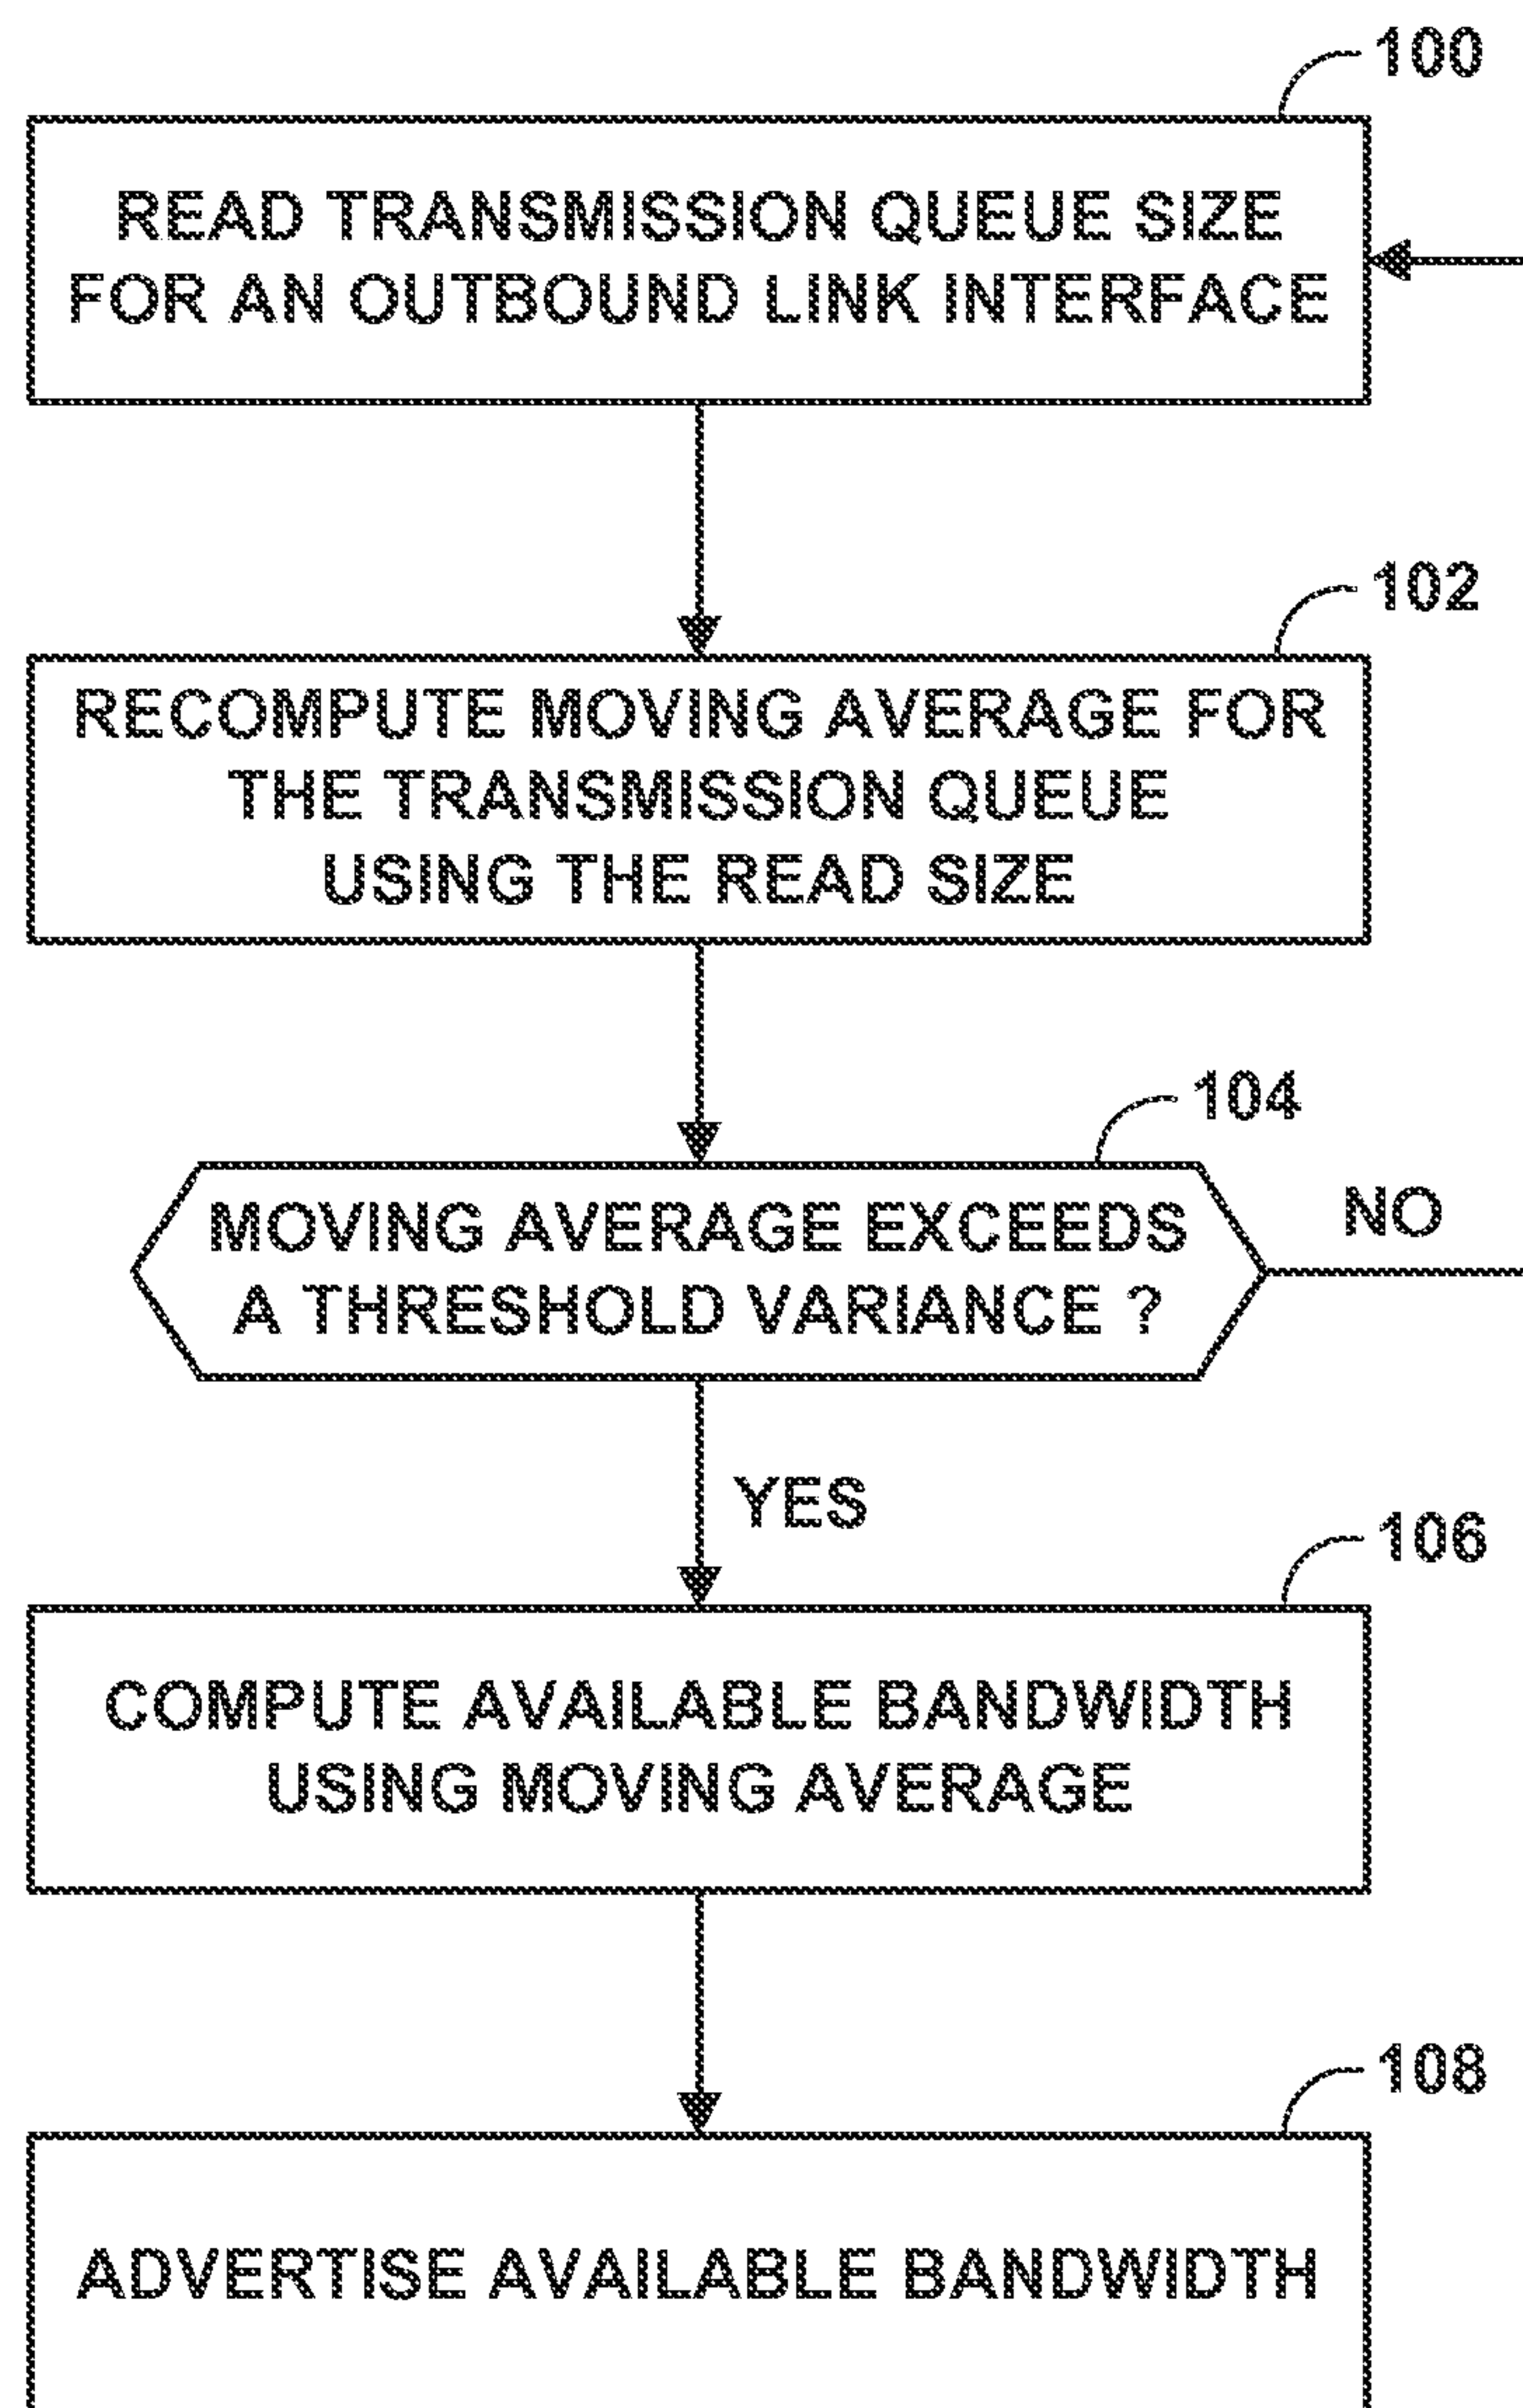 100
READ TRANSMISSION QUEUE SIZE
FOR AN OUTBOUND LINK INTERFACE
102
RECOMPUTE MOVING AVERAGE FOR
THE TRANSMISSION QUEUE
USING THE READ SIZE
104
MOVING AVERAGE EXCEEDS
A THRESHOLD VARIANCE ?
NO
YES
106
COMPUTE AVAILABLE BANDWIDTH
USING MOVING AVERAGE
108
ADVERTISE AVAILABLE BANDWIDTH